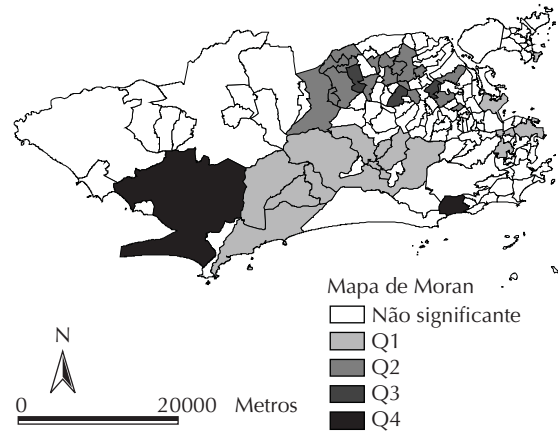 Mapa de Moran
Não significante
Q1
Q2
Q3
Q4
N
0 20000 Metros